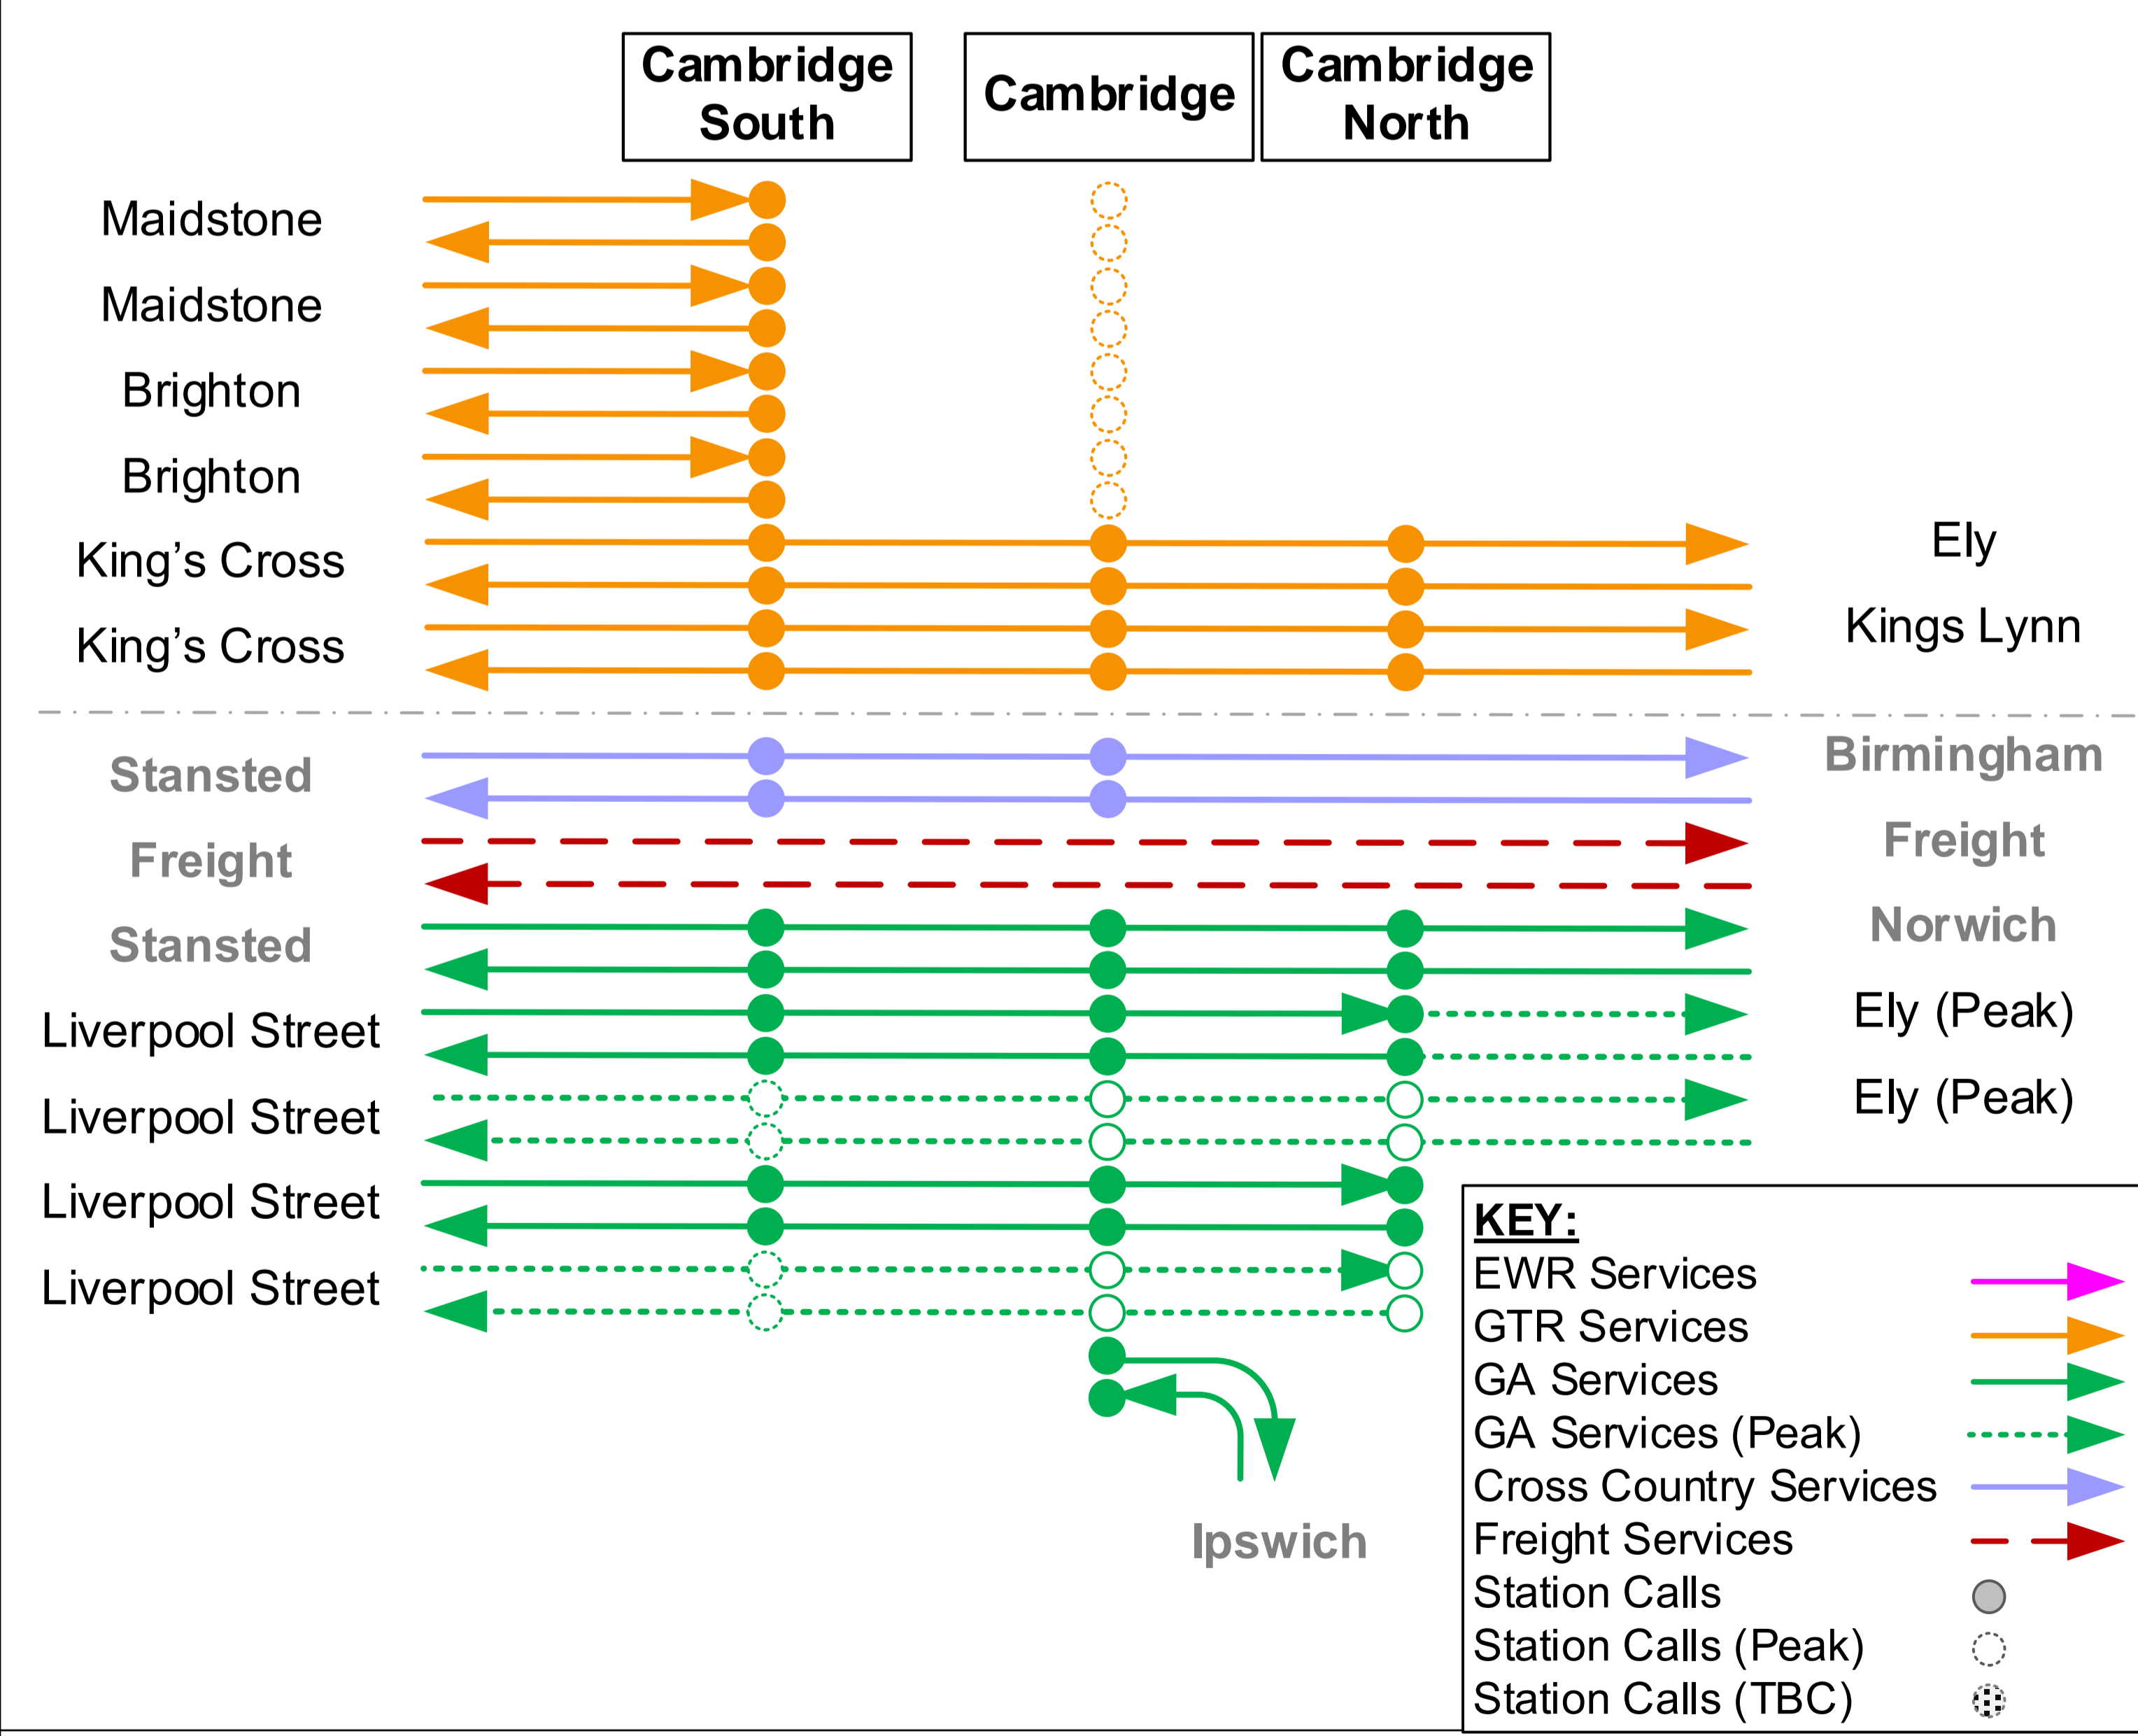 Cambridge
South
Cambridge
Cambridge
North
Maidstone
Maidstone
Brighton
Brighton
King's Cross
Ely
King's Cross
Kings Lynn
Stansted
Birmingham
Freight
Freight
Stansted
Norwich
Liverpool Street
Ely (Peak)
Liverpool Street
Ely (Peak)
Liverpool Street
Liverpool Street
Ipswich
KEY:
EWR Services
GTR Services
GA Services
GA Services (Peak)
Cross Country Services
Freight Services
Station Calls
Station Calls (Peak)
Station Calls (TBC)